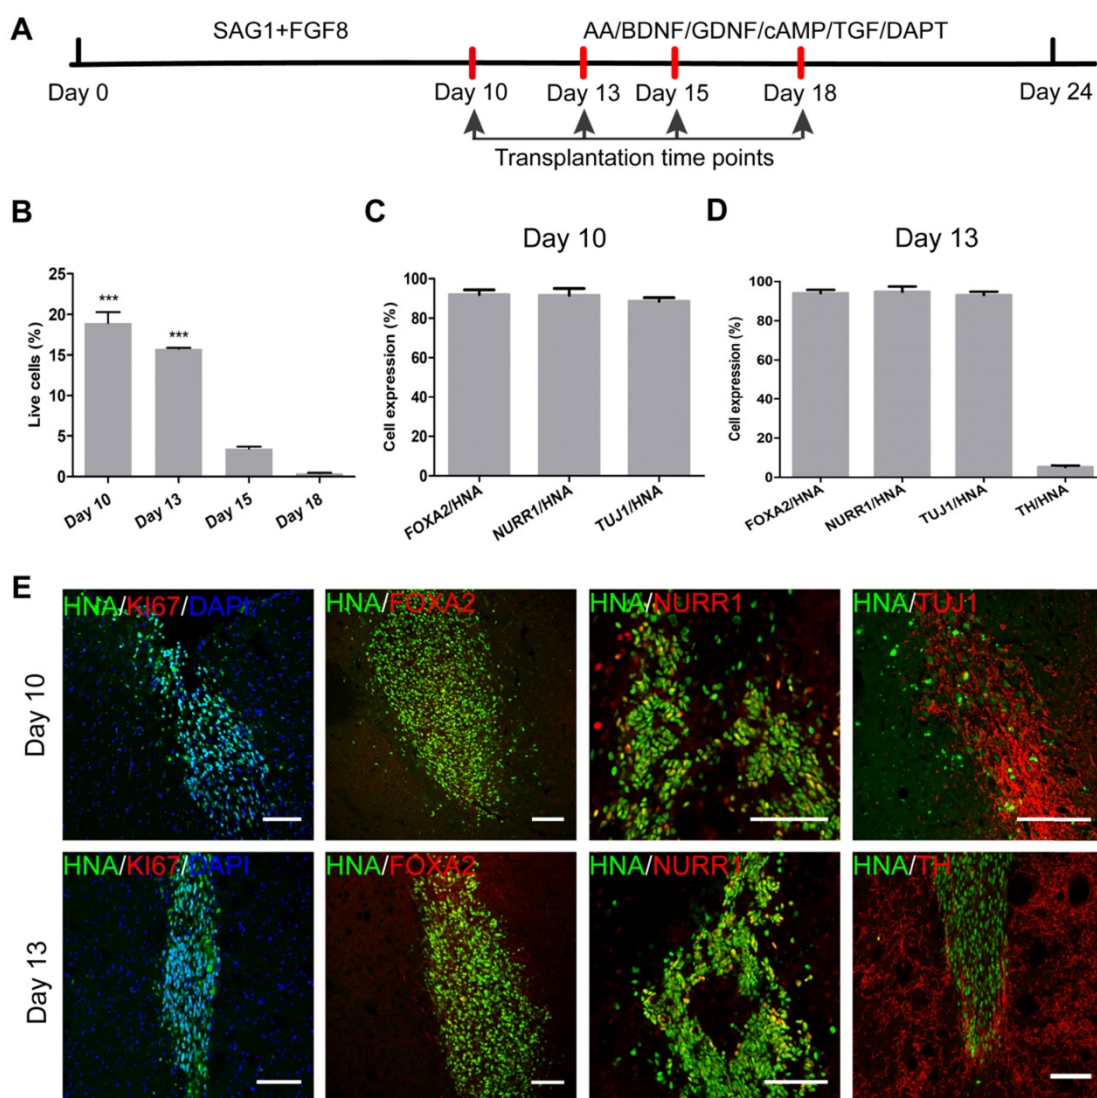 A
SAG1+FGF8
AA/BDNF/GDNF/cAMP/TGF/DAPT
Day 0
Day 10
Day 13
Day 15
Day 18
Day 24
Transplantation time points
B
Live cells (%)
25
20
15
10
5
0
***
***
Day 10
Day 13
Day 15
Day 18
C
Day 10
Cell expression (%)
100
80
60
40
20
0
FOXA2/HNA
NURR1/HNA
TUJ1/HNA
D
Day 13
Cell expression (%)
100
80
60
40
20
0
FOXA2/HNA
NURR1/HNA
TUJ1/HNA
TH/HNA
E
Day 10
HNA/KI67/DAPI
HNA/FOXA2
HNA/NURR1
HNA/TUJ1
Day 13
HNA/KI67/DAPI
HNA/FOXA2
HNA/NURR1
HNA/TH